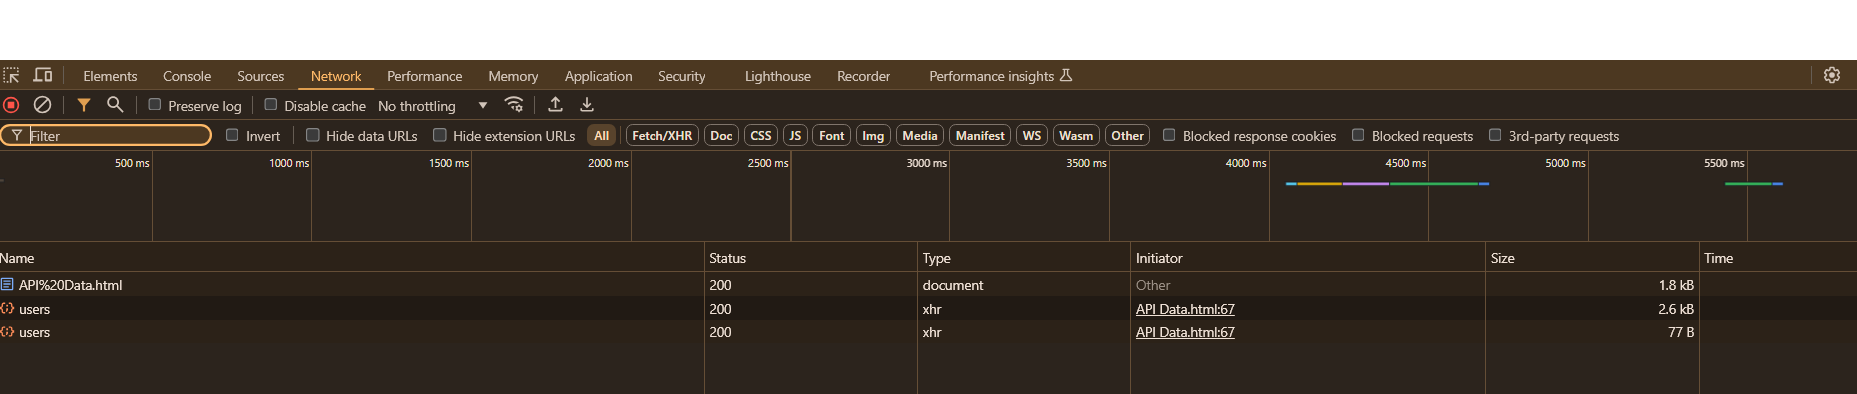 Elements Console Sources Network Performance Memory Application Security Lighthouse Recorder Performance insights
Preserve log Disable cache No throttling
Filter Invert Hide data URLs Hide extension URLs All Fetch/XHR Doc CSS JS Font Img Media Manifest WS Wasm Other Blocked response cookies Blocked requests 3rd-party requests
500 ms 1000 ms 1500 ms 2000 ms 2500 ms 3000 ms 3500 ms 4000 ms 4500 ms 5000 ms 5500 ms
Name Status Type Initiator Size Time
API%20Data.html 200 document Other 1.8 kB
users 200 xhr API Data.html:67 2.6 kB
users 200 xhr API Data.html:67 77 B